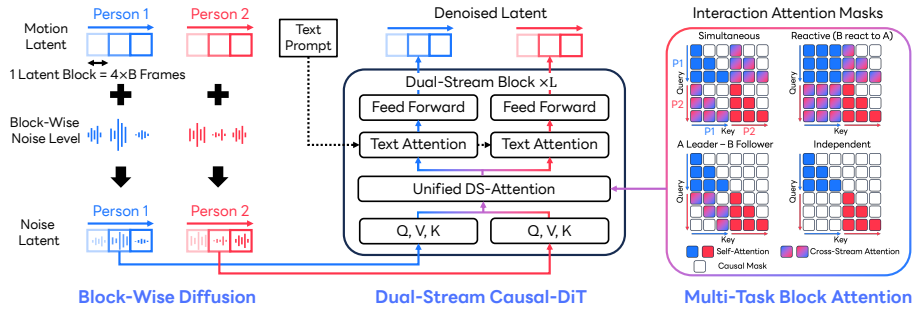 Person 1
Person 2
Motion
Latent
1 Latent Block = 4×B Frames
Block-Wise
Noise Level
Person 1
Person 2
Noise
Latent
Block-Wise Diffusion
Text
Prompt
Denoised Latent
Dual-Stream Block ×L
Feed Forward
Feed Forward
Text Attention
Text Attention
Unified DS-Attention
Q, V, K
Q, V, K
Dual-Stream Causal-DiT
Interaction Attention Masks
Simultaneous
Reactive (B react to A)
P1
Query
P2
Query
P1
Key
P2
Key
A Leader – B Follower
Independent
Query
Query
Key
Key
Self-Attention
Cross-Stream Attention
Causal Mask
Multi-Task Block Attention